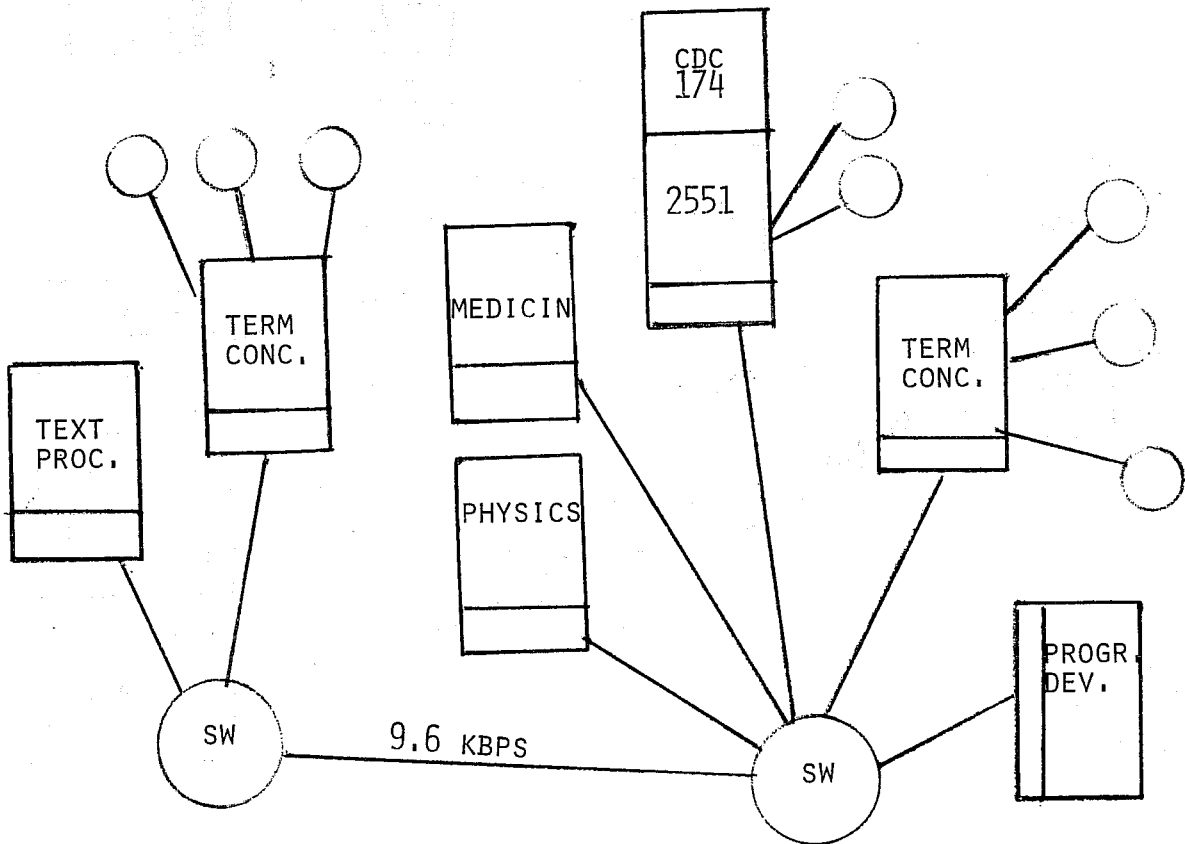 CDC
174
2551
MEDICIN
TERM
CONC.
TERM
CONC.
TEXT
PROC.
PHYSICS
PROGR.
DEV.
SW
9.6 KBPS
SW